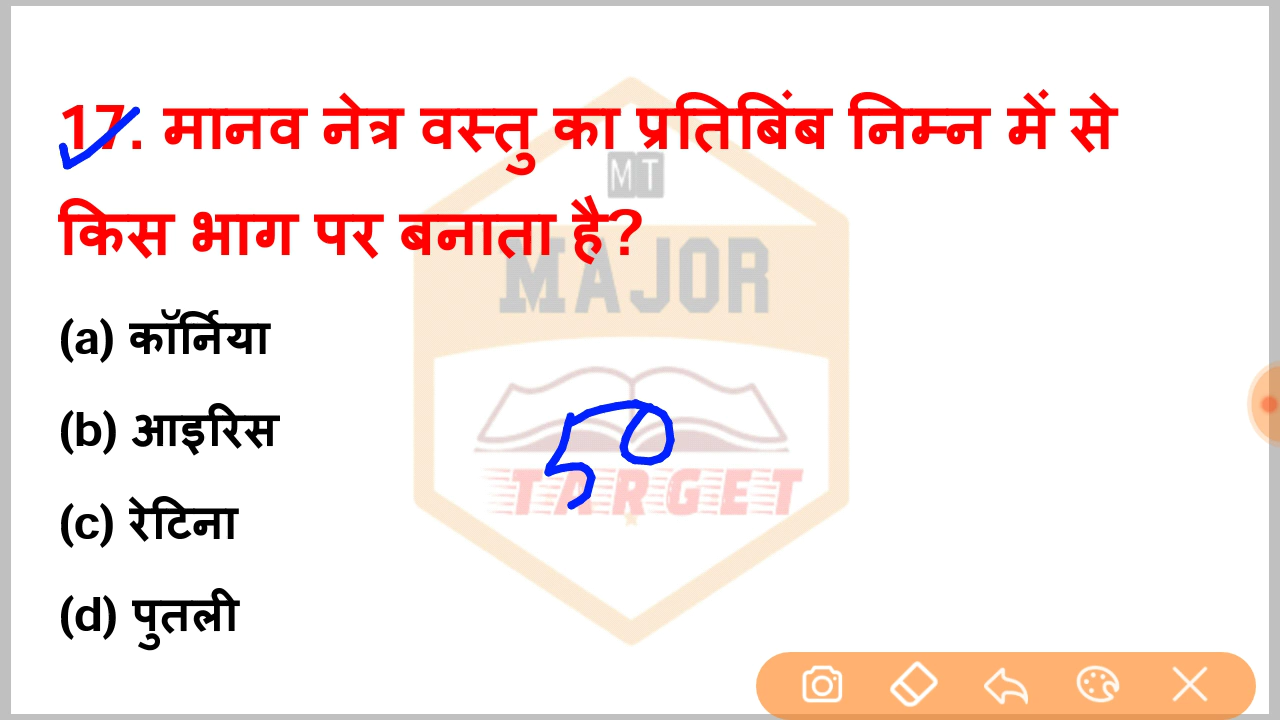 17. मानव नेत्र वस्तु का प्रतिबिंब निम्न में से
किस भाग पर बनाता है?
MT
MAJOR
(a) कॉर्निया
(b) आइरिस
50
TARGET
(c) रेटिना
(d) पुतली